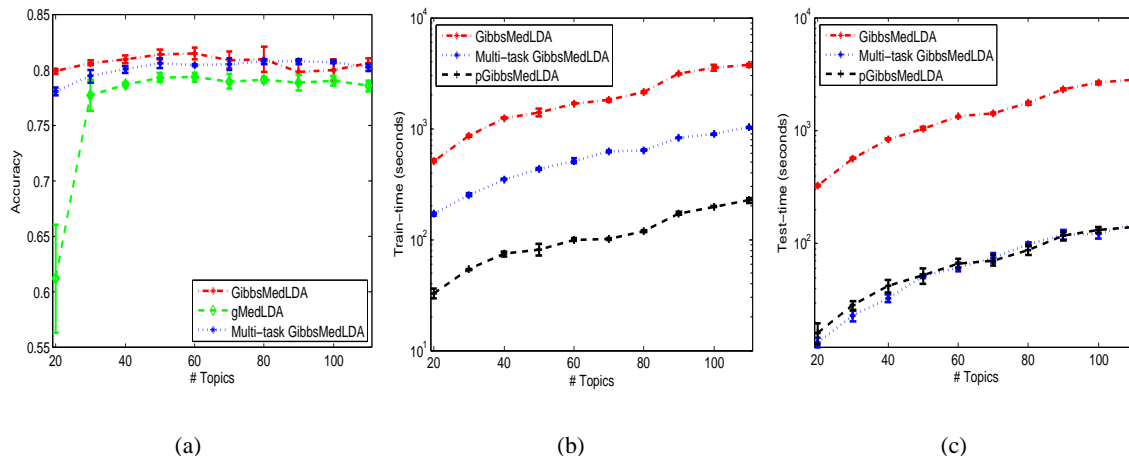 0.85
0.8
0.75
0.7
0.65
0.6
0.55
20 40 60 80 100
Accuracy
# Topics
GibbsMedLDA
gMedLDA
Multi−task GibbsMedLDA
(a)
10^4
10^3
10^2
10^1
20 40 60 80 100
Train−time (seconds)
# Topics
GibbsMedLDA
Multi−task GibbsMedLDA
pGibbsMedLDA
(b)
10^4
10^3
10^2
20 40 60 80 100
Test−time (seconds)
# Topics
GibbsMedLDA
Multi−task GibbsMedLDA
pGibbsMedLDA
(c)